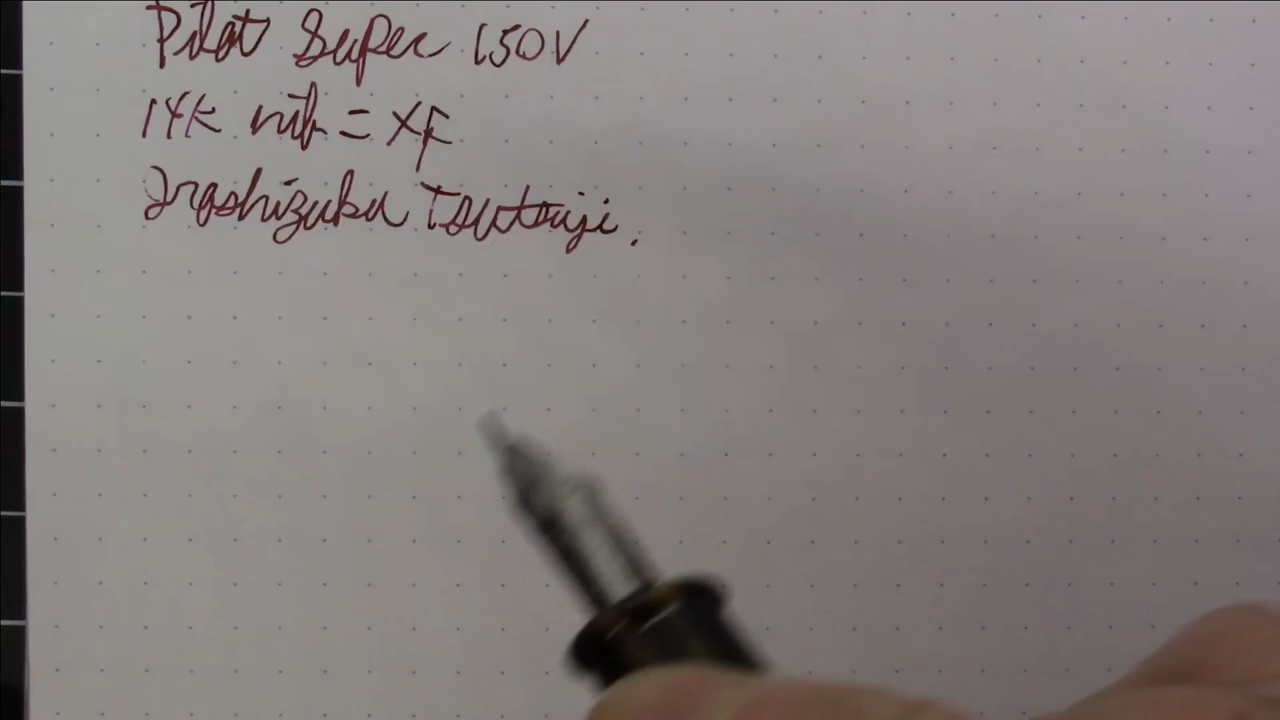 Pilot Super 150V
14K nib = XF
Iroshizuku Tsutsuji.